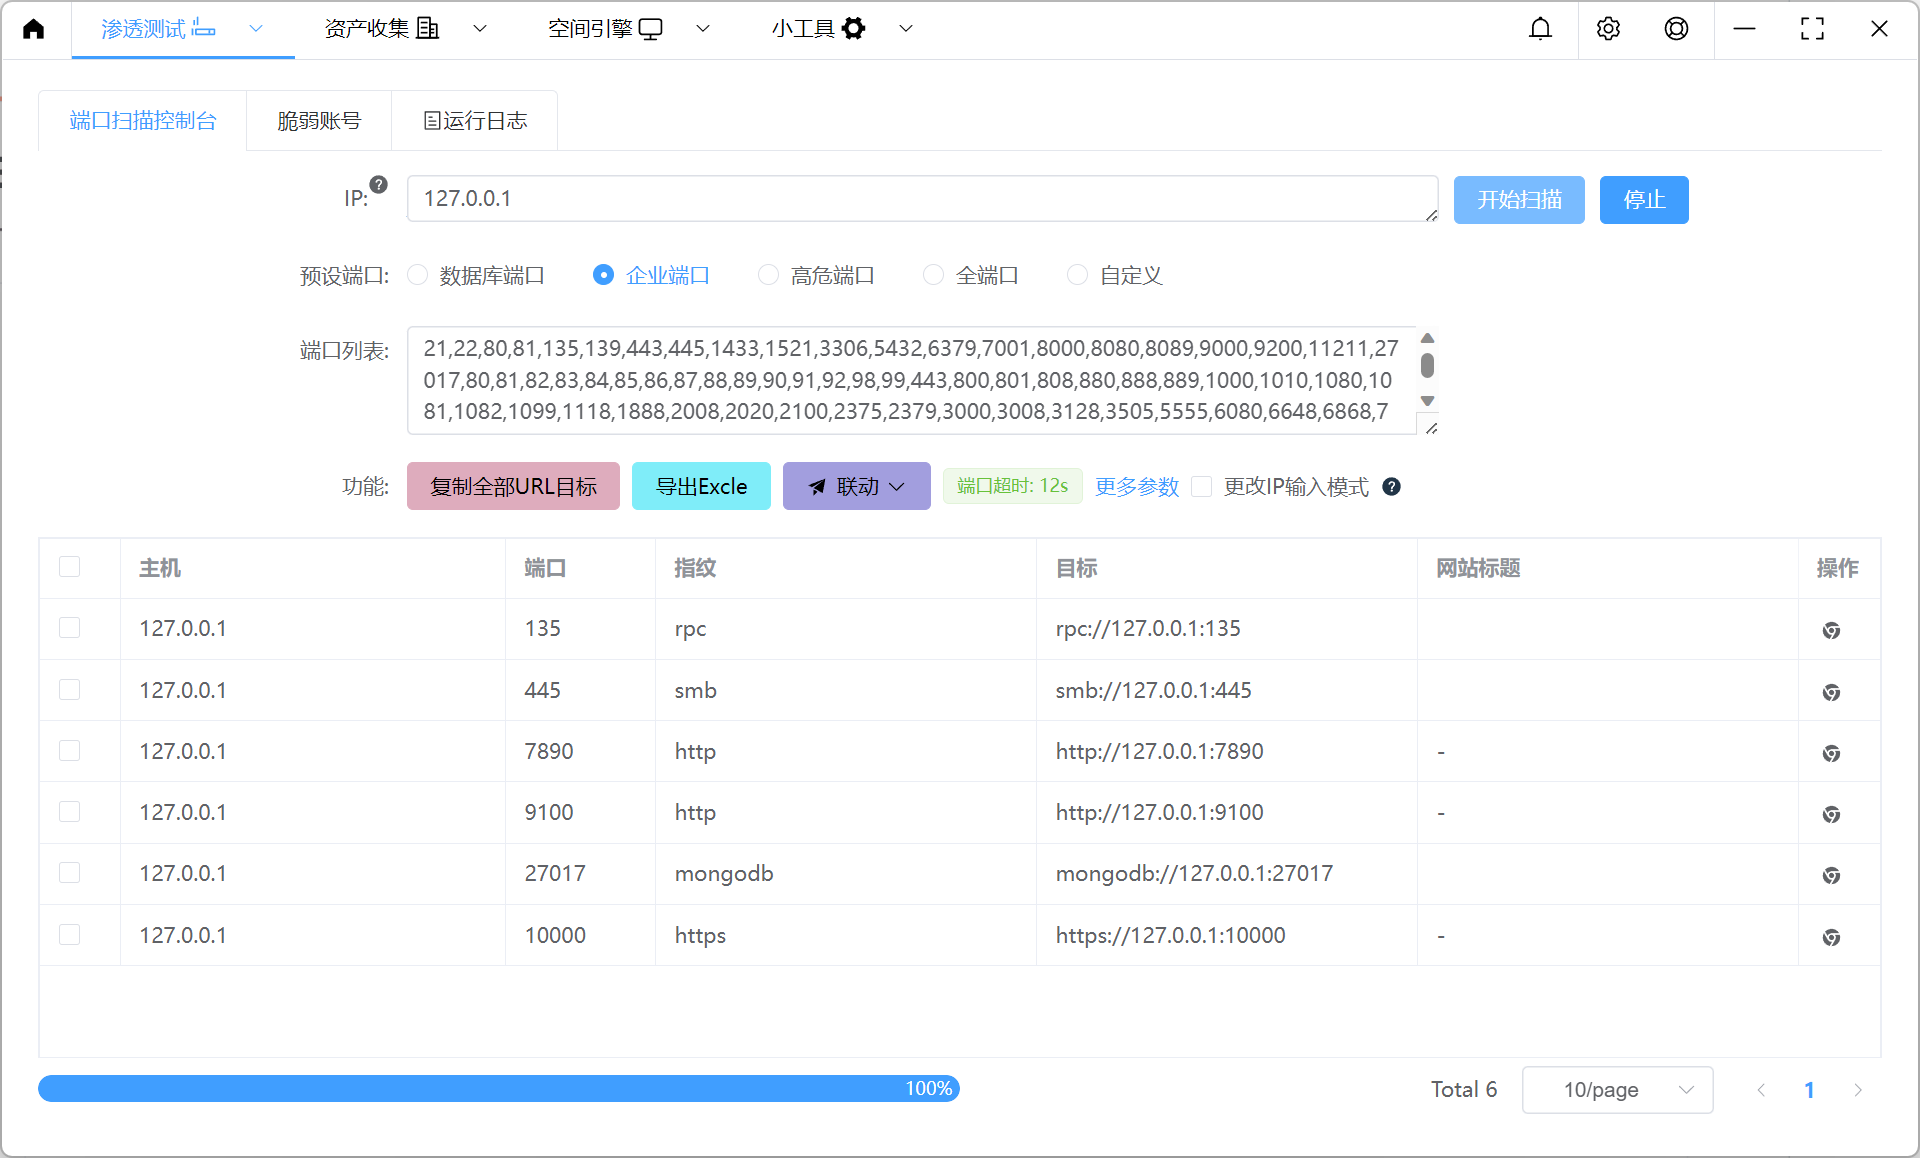 渗透测试
资产收集
空间引擎
小工具
端口扫描控制台
脆弱账号
运行日志
IP:
127.0.0.1
开始扫描
停止
预设端口:
数据库端口
企业端口
高危端口
全端口
自定义
端口列表:
21,22,80,81,135,139,443,445,1433,1521,3306,5432,6379,7001,8000,8080,8089,9000,9200,11211,27
017,80,81,82,83,84,85,86,87,88,89,90,91,92,98,99,443,800,801,808,880,888,889,1000,1010,1080,10
81,1082,1099,1118,1888,2008,2020,2100,2375,2379,3000,3008,3128,3505,5555,6080,6648,6868,7
功能:
复制全部URL目标
导出Excle
联动
端口超时: 12s
更多参数
更改IP输入模式
主机 端口 指纹 目标 网站标题 操作
127.0.0.1 135 rpc rpc://127.0.0.1:135
127.0.0.1 445 smb smb://127.0.0.1:445
127.0.0.1 7890 http http://127.0.0.1:7890 -
127.0.0.1 9100 http http://127.0.0.1:9100 -
127.0.0.1 27017 mongodb mongodb://127.0.0.1:27017
127.0.0.1 10000 https https://127.0.0.1:10000 -
100%
Total 6
10/page
1